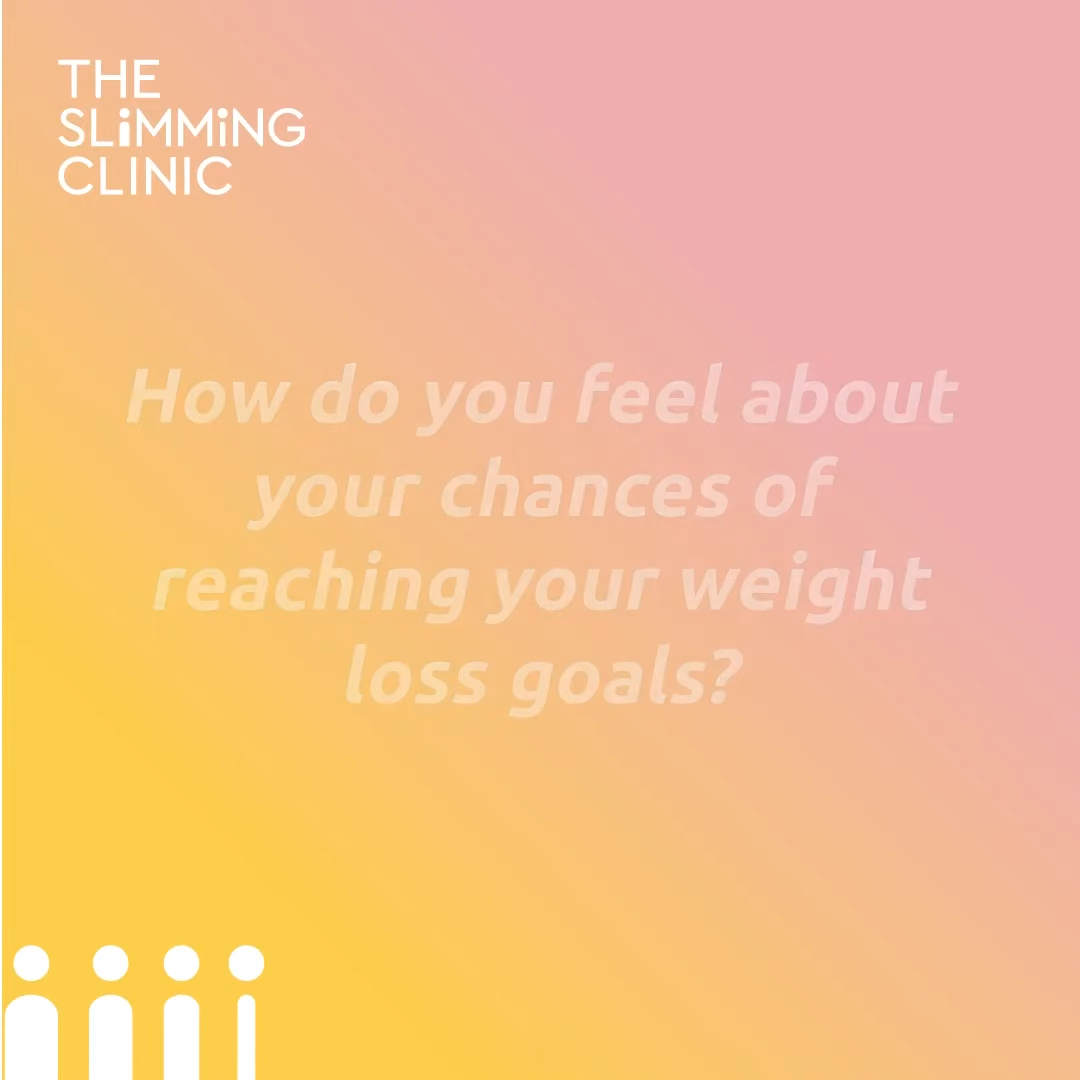 THE
SLiMMiNG
CLINIC
How do you feel about
your chances of
reaching your weight
loss goals?